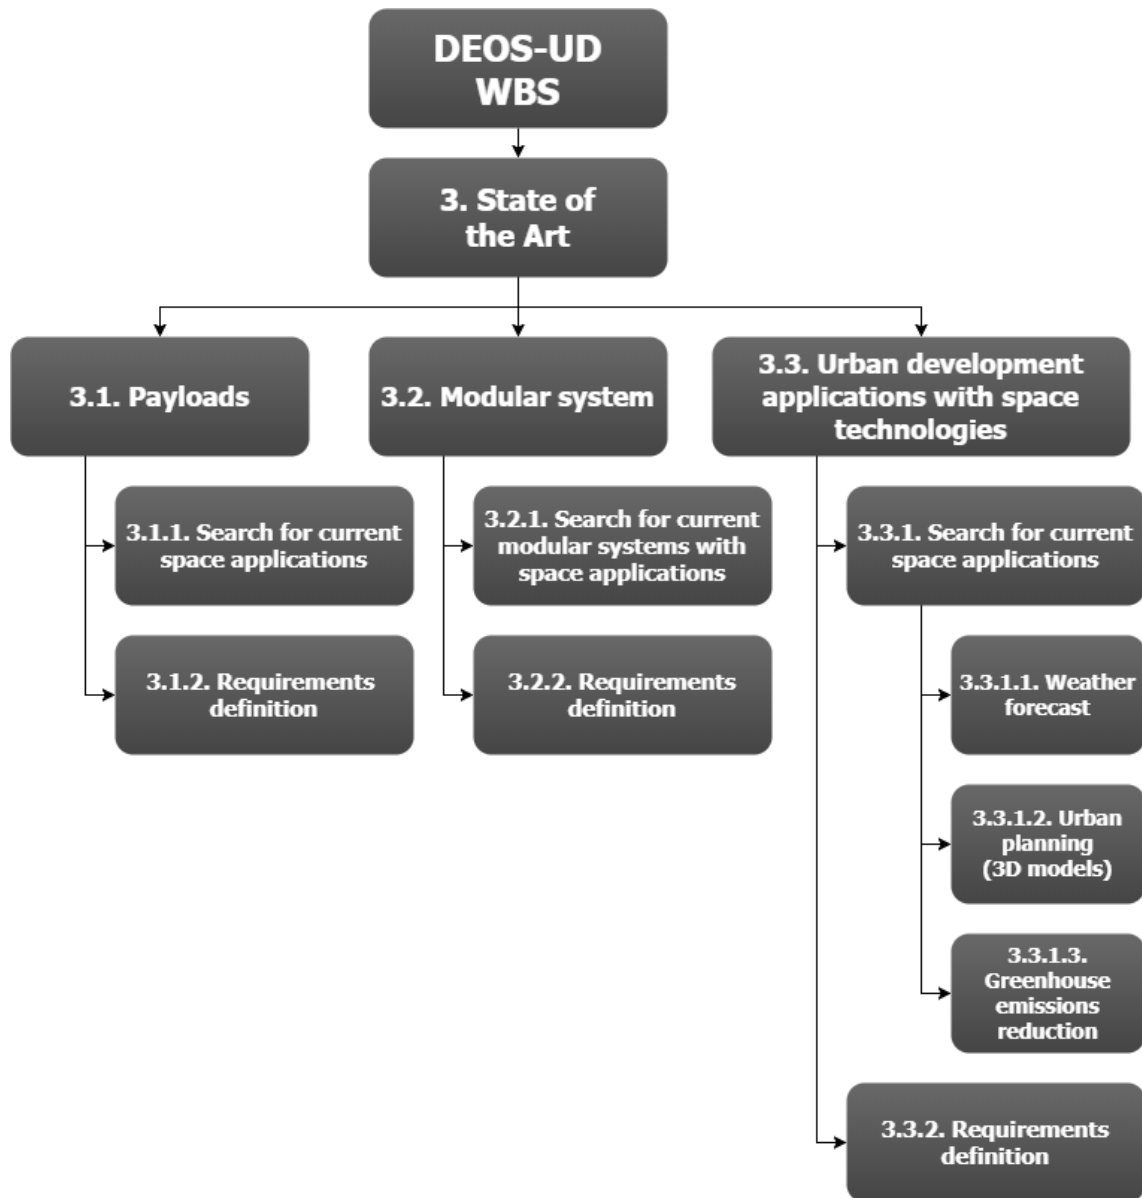 DEOS-UD
WBS
3. State of
the Art
3.1. Payloads
3.2. Modular system
3.3. Urban development
applications with space
technologies
3.1.1. Search for current
space applications
3.2.1. Search for current
modular systems with
space applications
3.3.1. Search for current
space applications
3.1.2. Requirements
definition
3.2.2. Requirements
definition
3.3.1.1. Weather
forecast
3.3.1.2. Urban
planning
(3D models)
3.3.1.3.
Greenhouse
emissions
reduction
3.3.2. Requirements
definition